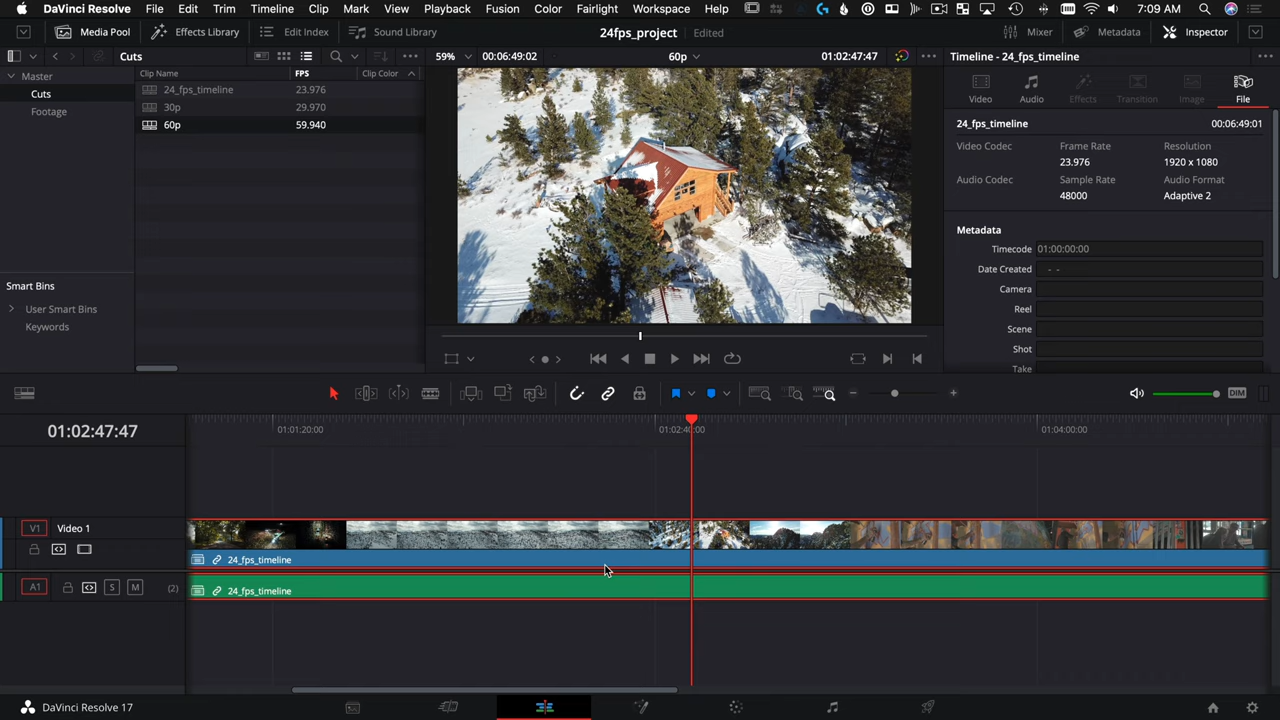 DaVinci Resolve File Edit Trim Timeline Clip Mark View Playback Fusion Color Fairlight Workspace Help 7:09 AM
Media Pool Effects Library Edit Index Sound Library 24fps_project Edited Mixer Metadata Inspector
Cuts 59% 00:06:49:02 60p 01:02:47:47 Timeline - 24_fps_timeline
Master
Cuts
Footage
Clip Name FPS Clip Color
24_fps_timeline 23.976
30p 29.970
60p 59.940
Smart Bins
User Smart Bins
Keywords
Video Audio Effects Transition Image File
24_fps_timeline 00:06:49:01
Video Codec Frame Rate Resolution
23.976 1920 x 1080
Audio Codec Sample Rate Audio Format
48000 Adaptive 2
Metadata
Timecode 01:00:00:00
Date Created - -
Camera
Reel
Scene
Shot
Take
DIM
01:02:47:47 01:01:20:00 01:02:40:00 01:04:00:00
V1 Video 1
24_fps_timeline
A1 S M (2) 24_fps_timeline
DaVinci Resolve 17